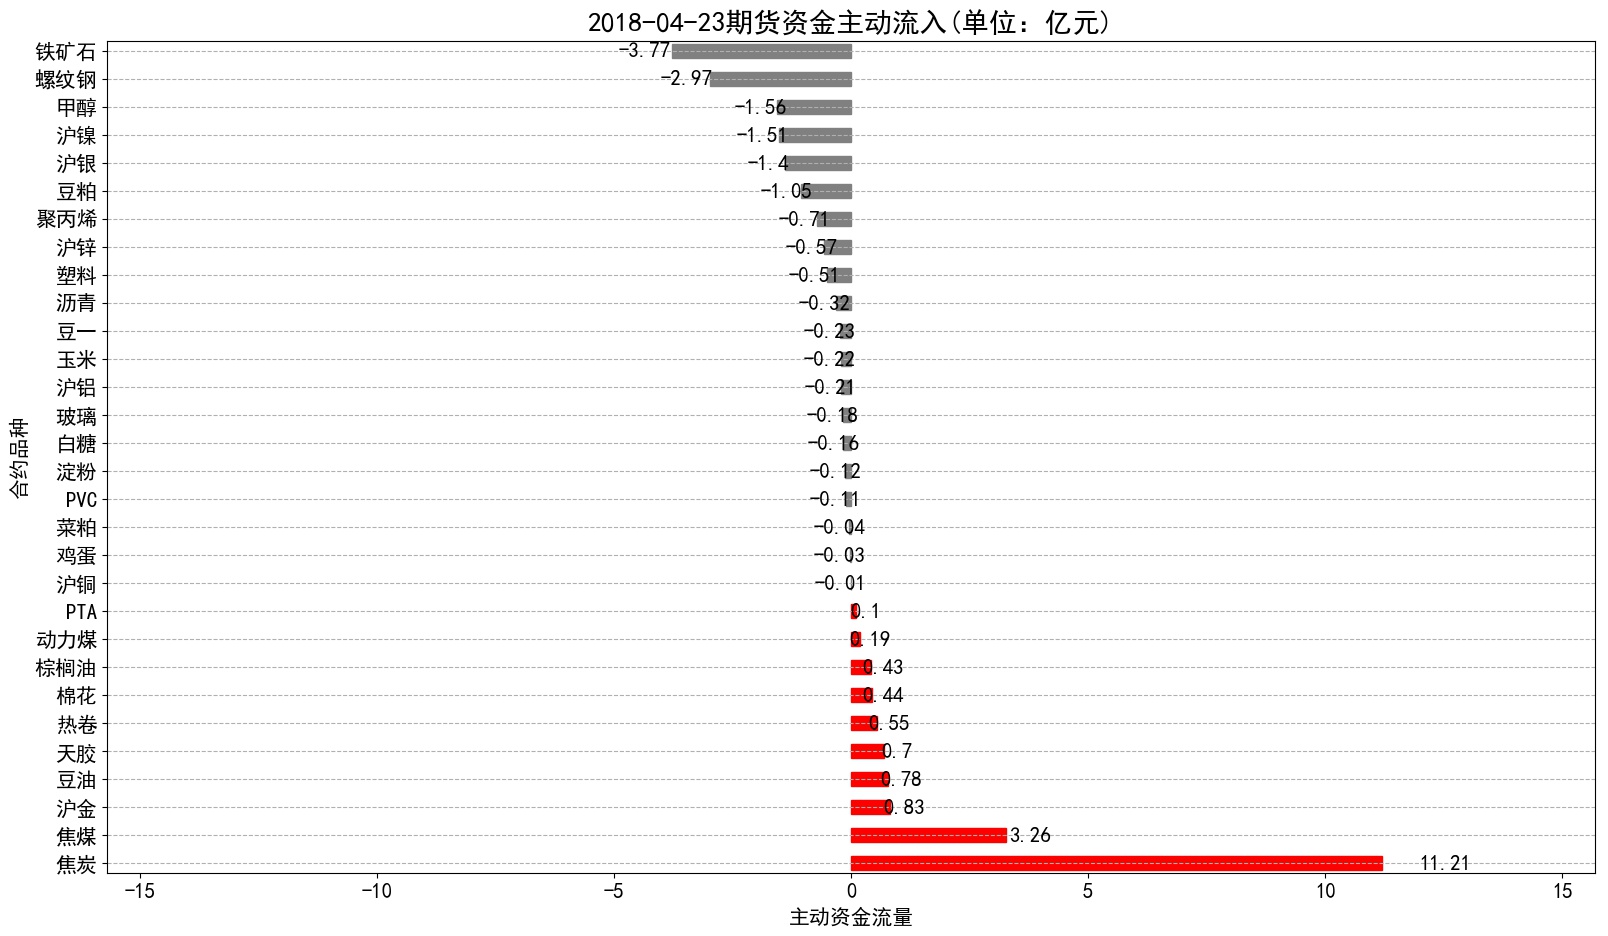 2018-04-23期货资金主动流入(单位：亿元)
铁矿石 -3.77
螺纹钢 -2.97
甲醇 -1.56
沪镍 -1.51
沪银 -1.4
豆粕 -1.05
聚丙烯 -0.71
沪锌 -0.57
塑料 -0.51
沥青 -0.32
豆一 -0.23
玉米 -0.22
沪铝 -0.21
玻璃 -0.18
白糖 -0.16
淀粉 -0.12
PVC -0.11
菜粕 -0.04
鸡蛋 -0.03
沪铜 -0.01
PTA 0.1
动力煤 0.19
棕榈油 0.43
棉花 0.44
热卷 0.55
天胶 0.7
豆油 0.78
沪金 0.83
焦煤 3.26
焦炭 11.21
合约品种
-15 -10 -5 0 5 10 15
主动资金流量